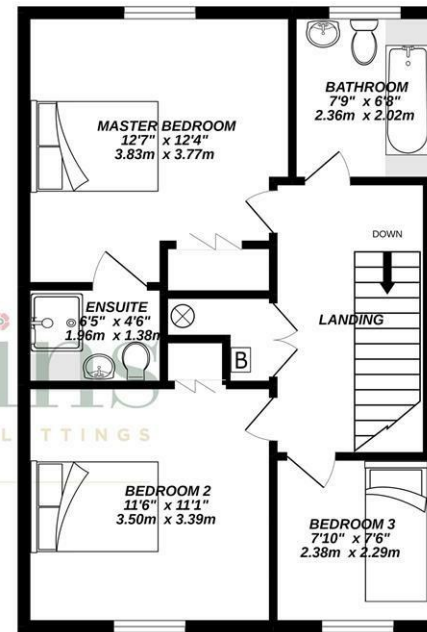 MASTER BEDROOM
12'7" x 12'4"
3.83m x 3.77m
BATHROOM
7'9" x 6'8"
2.36m x 2.02m
DOWN
ENSUITE
6'5" x 4'6"
1.96m x 1.38m
LANDING
B
BEDROOM 2
11'6" x 11'1"
3.50m x 3.39m
BEDROOM 3
7'10" x 7'6"
2.38m x 2.29m